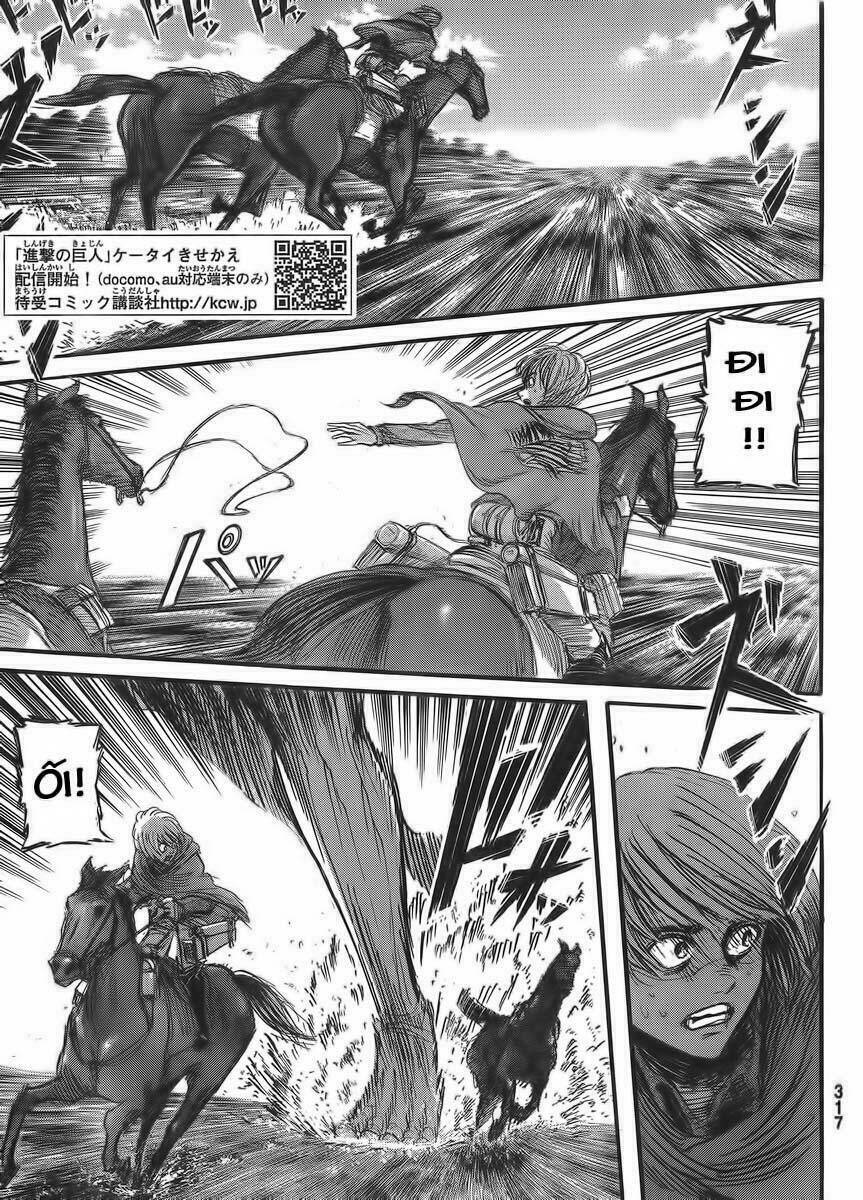 「進撃の巨人」ケータイきせかえ
配信開始！(docomo、au対応端末のみ)
待受コミック講談社http://kcw.jp
ĐI
ĐI
!!
パッ
ỐI!
317